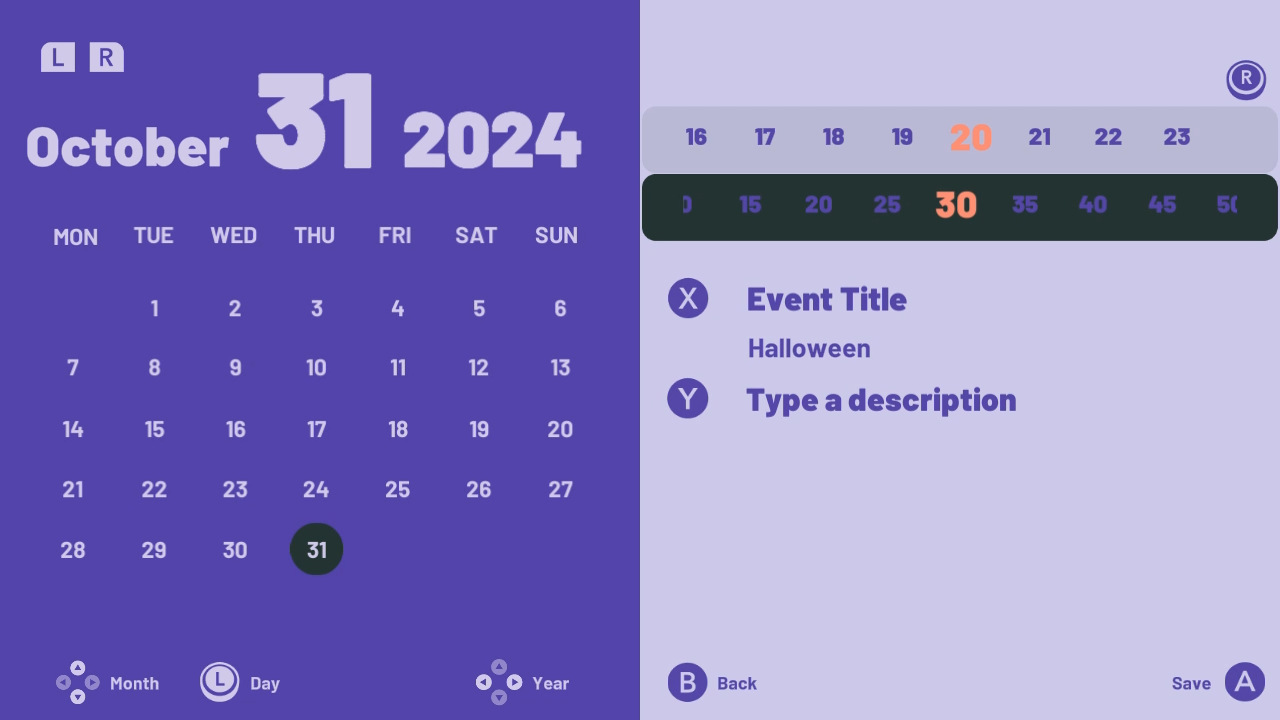 L R
October 31 2024
MON TUE WED THU FRI SAT SUN
1 2 3 4 5 6
7 8 9 10 11 12 13
14 15 16 17 18 19 20
21 22 23 24 25 26 27
28 29 30 31
Month L Day Year
R
16 17 18 19 20 21 22 23
15 20 25 30 35 40 45
X Event Title
Halloween
Y Type a description
B Back Save A